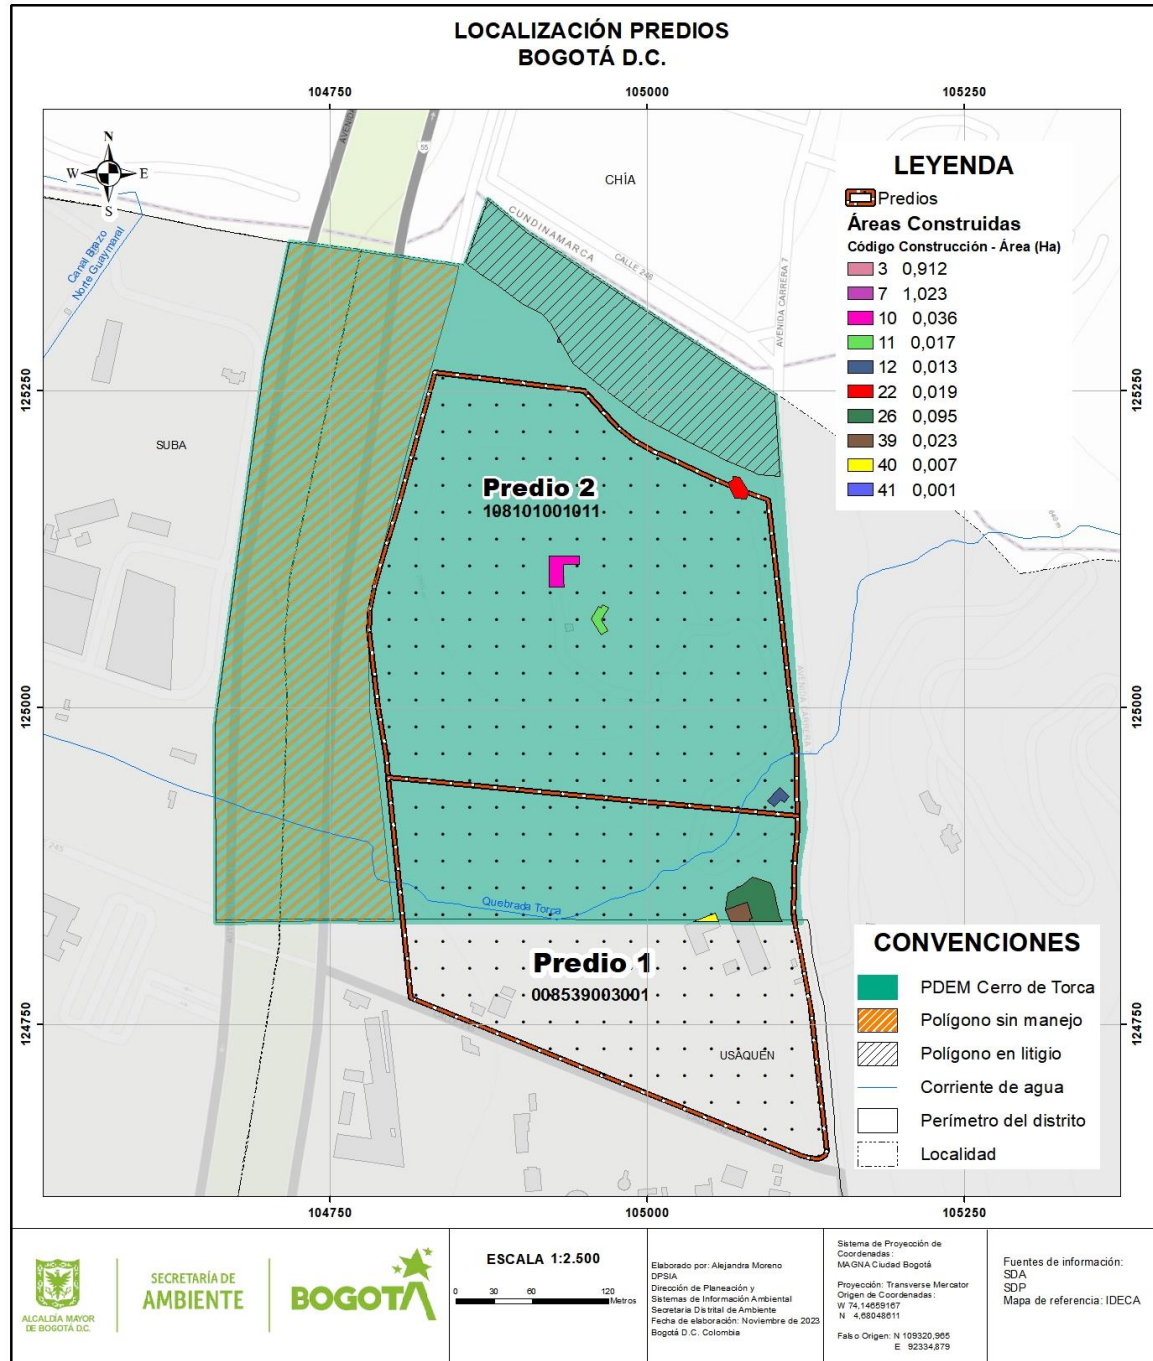 LOCALIZACIÓN PREDIOS
BOGOTÁ D.C.
104750
105000
105250
N
W
E
S
CHÍA
CUNDINAMARCA
CALLE 246
AVENIDA CARRERA 7
AVENIDA
55
Canal Brazo
Norte Guaymaral
SUBA
LEYENDA
Predios
Áreas Construidas
Código Construcción - Área (Ha)
3 0,912
7 1,023
10 0,036
11 0,017
12 0,013
22 0,019
26 0,095
39 0,023
40 0,007
41 0,001
125250
125250
Predio 2
108101001011
125000
125000
AVENIDA CARRERA
Quebrada Torca
Predio 1
008539003001
USAQUÉN
124750
124750
CONVENCIONES
PDEM Cerro de Torca
Polígono sin manejo
Polígono en litigio
Corriente de agua
Perímetro del distrito
Localidad
104750
105000
105250
ALCALDÍA MAYOR
DE BOGOTÁ D.C.
SECRETARÍA DE
AMBIENTE
BOGOTÁ
ESCALA 1:2.500
0 30 60 120
Metros
Elaborado por: Alejandra Moreno
DPSIA
Dirección de Planeación y
Sistemas de Información Ambiental
Secretaría Distrital de Ambiente
Fecha de elaboración: Noviembre de 2023
Bogotá D.C. Colombia
Sistema de Proyección de
Coordenadas:
MAGNA Ciudad Bogotá
Proyección: Transverse Mercator
Origen de Coordenadas:
W 74,14659167
N 4,68048611
Falso Origen: N 109320,965
E 92334,879
Fuentes de información:
SDA
SDP
Mapa de referencia: IDECA